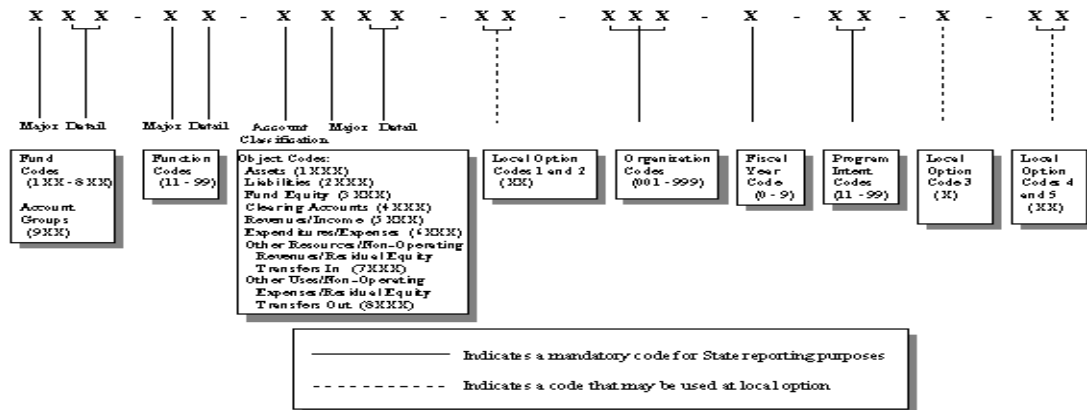 X X X - X X - X X X X - X X - X X X - X - X X - X - X X
Major Detail Major Detail Account Major Detail
Classification
Fund
Codes
(1XX - 8XX)
Account
Groups
(9XX)
Function
Codes
(11 - 99)
Object Codes:
Assets (1XXX)
Liabilities (2XXX)
Fund Equity (3XXX)
Clearing Accounts (4XXX)
Revenues/Income (5XXX)
Expenditures/Expenses (6XXX)
Other Resources/Non-Operating
Revenues/Residual Equity
Transfers In (7XXX)
Other Uses/Non-Operating
Expenses/Residual Equity
Transfers Out (8XXX)
Local Option
Codes 1 and 2
(XX)
Organization
Codes
(001 - 999)
Fiscal
Year
Code
(0 - 9)
Program
Intent
Codes
(11 - 99)
Local
Option
Code 3
(X)
Local
Option
Codes 4
and 5
(XX)
Indicates a mandatory code for State reporting purposes
Indicates a code that may be used at local option